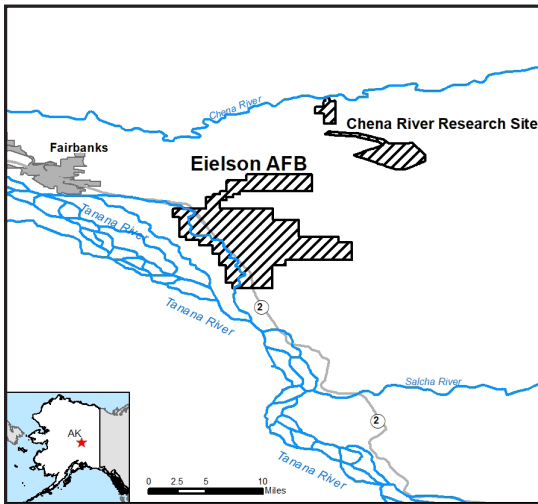 Chena River
Chena River Research Site
Fairbanks
Eielson AFB
Tanana River
Tanana River
2
Salcha River
2
Tanana River
AK
0 2.5 5 10
Miles